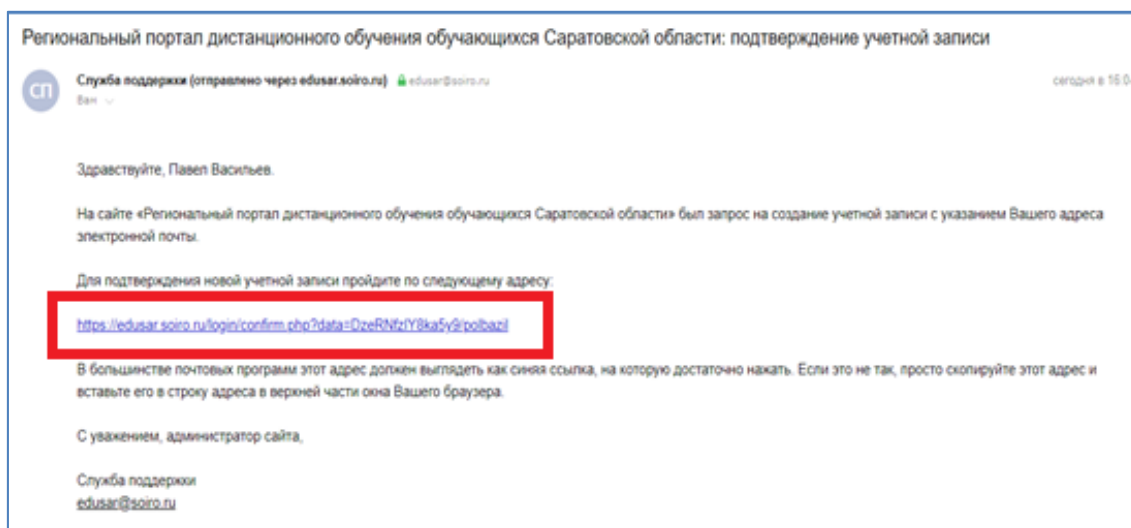 Региональный портал дистанционного обучения обучающихся Саратовской области: подтверждение учетной записи
СП
Служба поддержки (отправлено через edusar.soiro.ru) edusar@soiro.ru
сегодня в 16:0
Вам
Здравствуйте, Павел Васильев.
На сайте «Региональный портал дистанционного обучения обучающихся Саратовской области» был запрос на создание учетной записи с указанием Вашего адреса
электронной почты.
Для подтверждения новой учетной записи пройдите по следующему адресу:
https://edusar.soiro.ru/login/confirm.php?data=OzeRNfzIY8ka5y9/polbazil
В большинстве почтовых программ этот адрес должен выглядеть как синяя ссылка, на которую достаточно нажать. Если это не так, просто скопируйте этот адрес и
вставьте его в строку адреса в верхней части окна Вашего браузера.
С уважением, администратор сайта,
Служба поддержки
edusar@soiro.ru